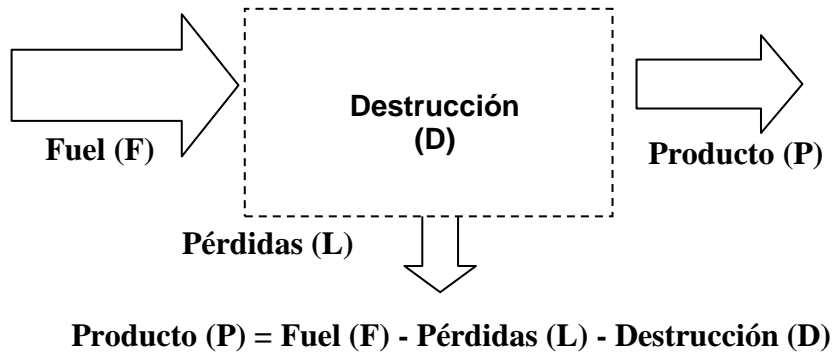 Destrucción
(D)
Fuel (F)
Producto (P)
Pérdidas (L)
Producto (P) = Fuel (F) - Pérdidas (L) - Destrucción (D)